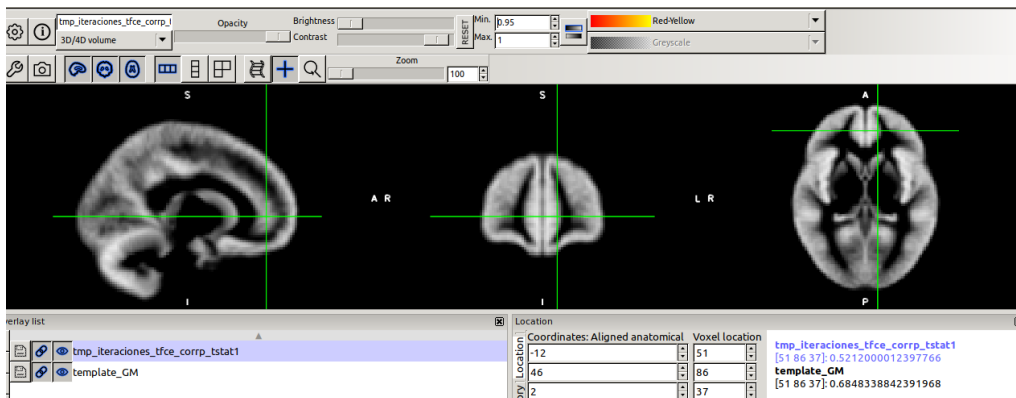 tmp_iteraciones_tfce_corrp_t
3D/4D volume
Opacity
Brightness
Contrast
RESET
Min. 0.95
Max. 1
Red-Yellow
Greyscale
Zoom
100
S
S
A
A R
L R
I
I
P
erlay list
tmp_iteraciones_tfce_corrp_tstat1
template_GM
Location
Location
Coordinates: Aligned anatomical Voxel location
-12 51
46 86
2 37
tmp_iteraciones_tfce_corrp_tstat1
[51 86 37]: 0.5212000012397766
template_GM
[51 86 37]: 0.6848338842391968